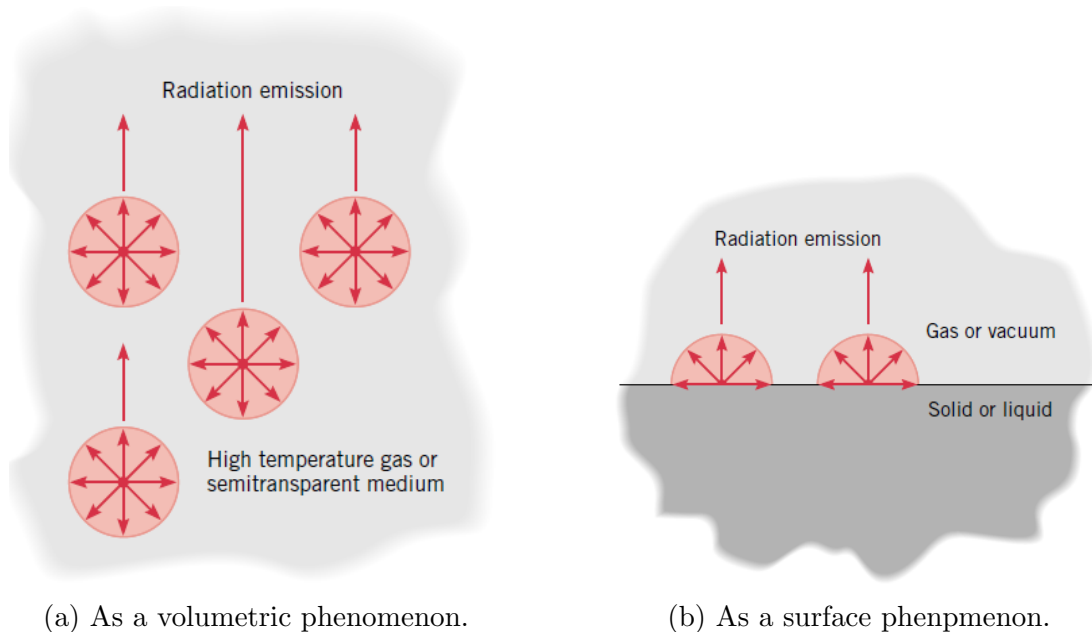 Radiation emission
High temperature gas or
semitransparent medium
(a) As a volumetric phenomenon.
Radiation emission
Gas or vacuum
Solid or liquid
(b) As a surface phenpmenon.